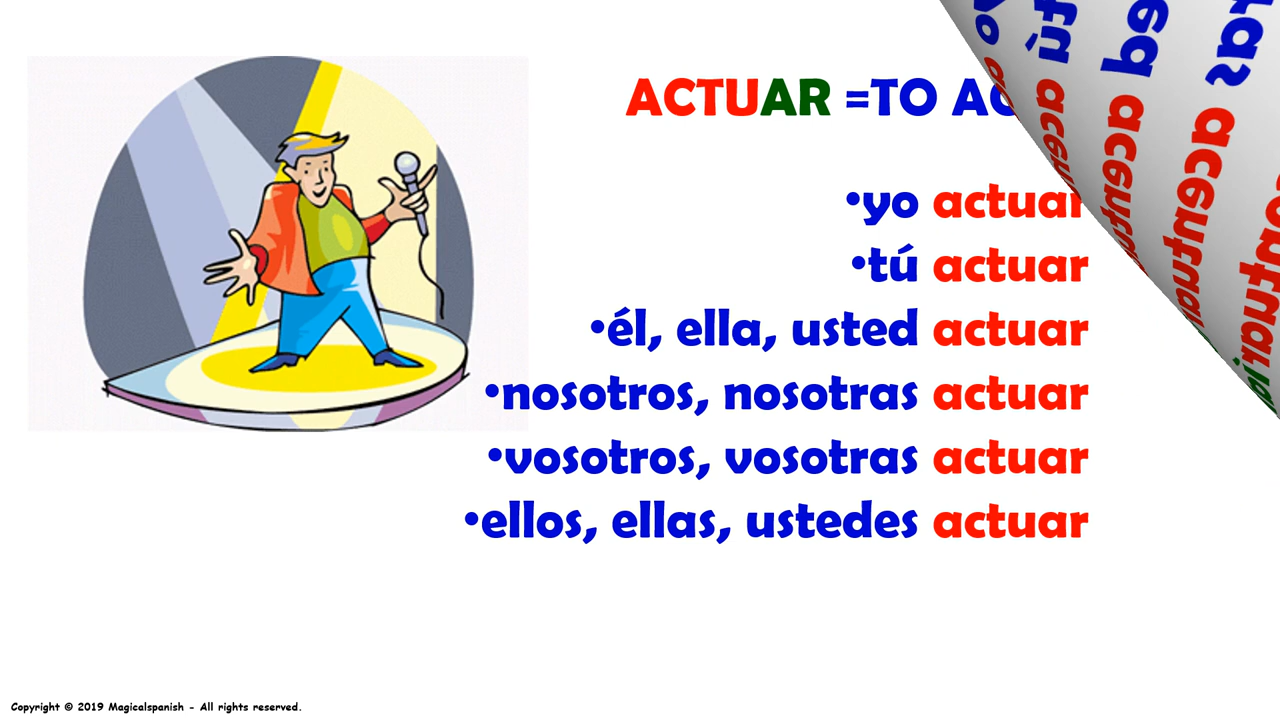 ACTUAR =TO AC
•yo actuar
•tú actuar
•él, ella, usted actuar
•nosotros, nosotras actuar
•vosotros, vosotras actuar
•ellos, ellas, ustedes actuar
Copyright © 2019 Magicalspanish - All rights reserved.